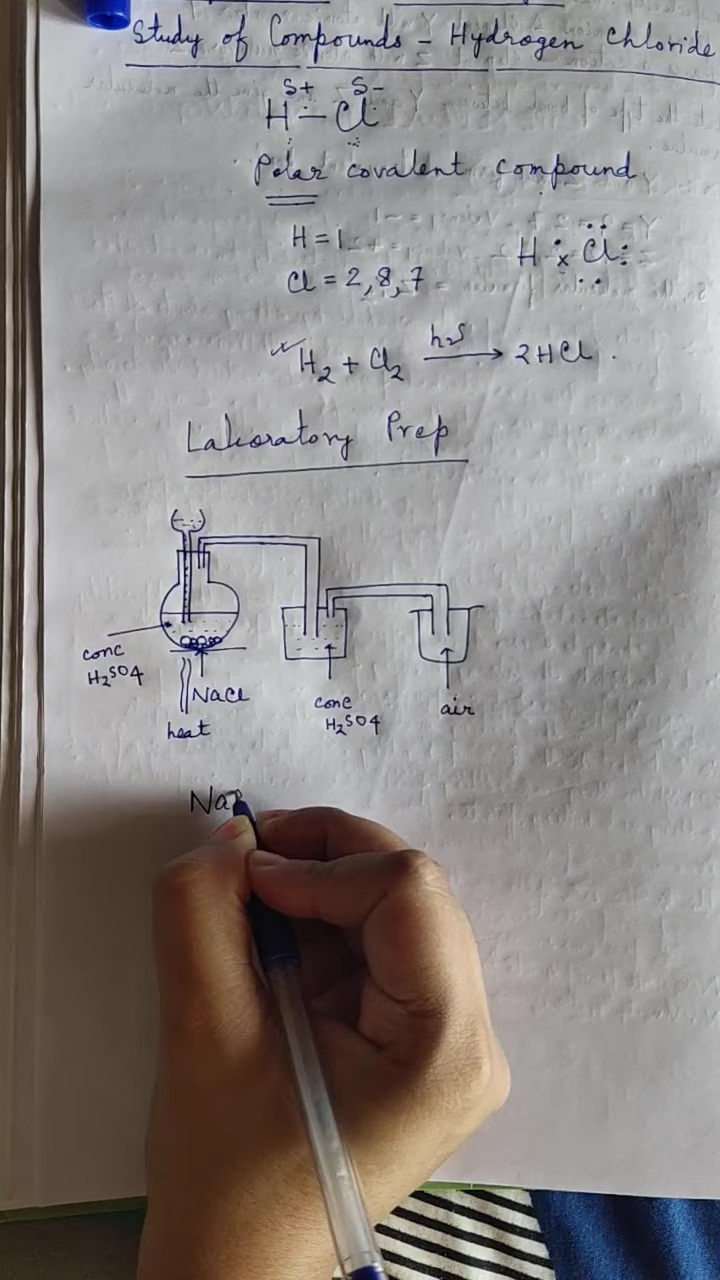 Study of Compounds – Hydrogen Chloride
δ+ δ-
H – Cl
Polar covalent compound
H = 1
Cl = 2, 8, 7
H × Cl
H₂ + Cl₂ hν → 2HCl.
Laboratory Prep
conc
H₂SO₄
NaCl
heat
conc
H₂SO₄
air
Na